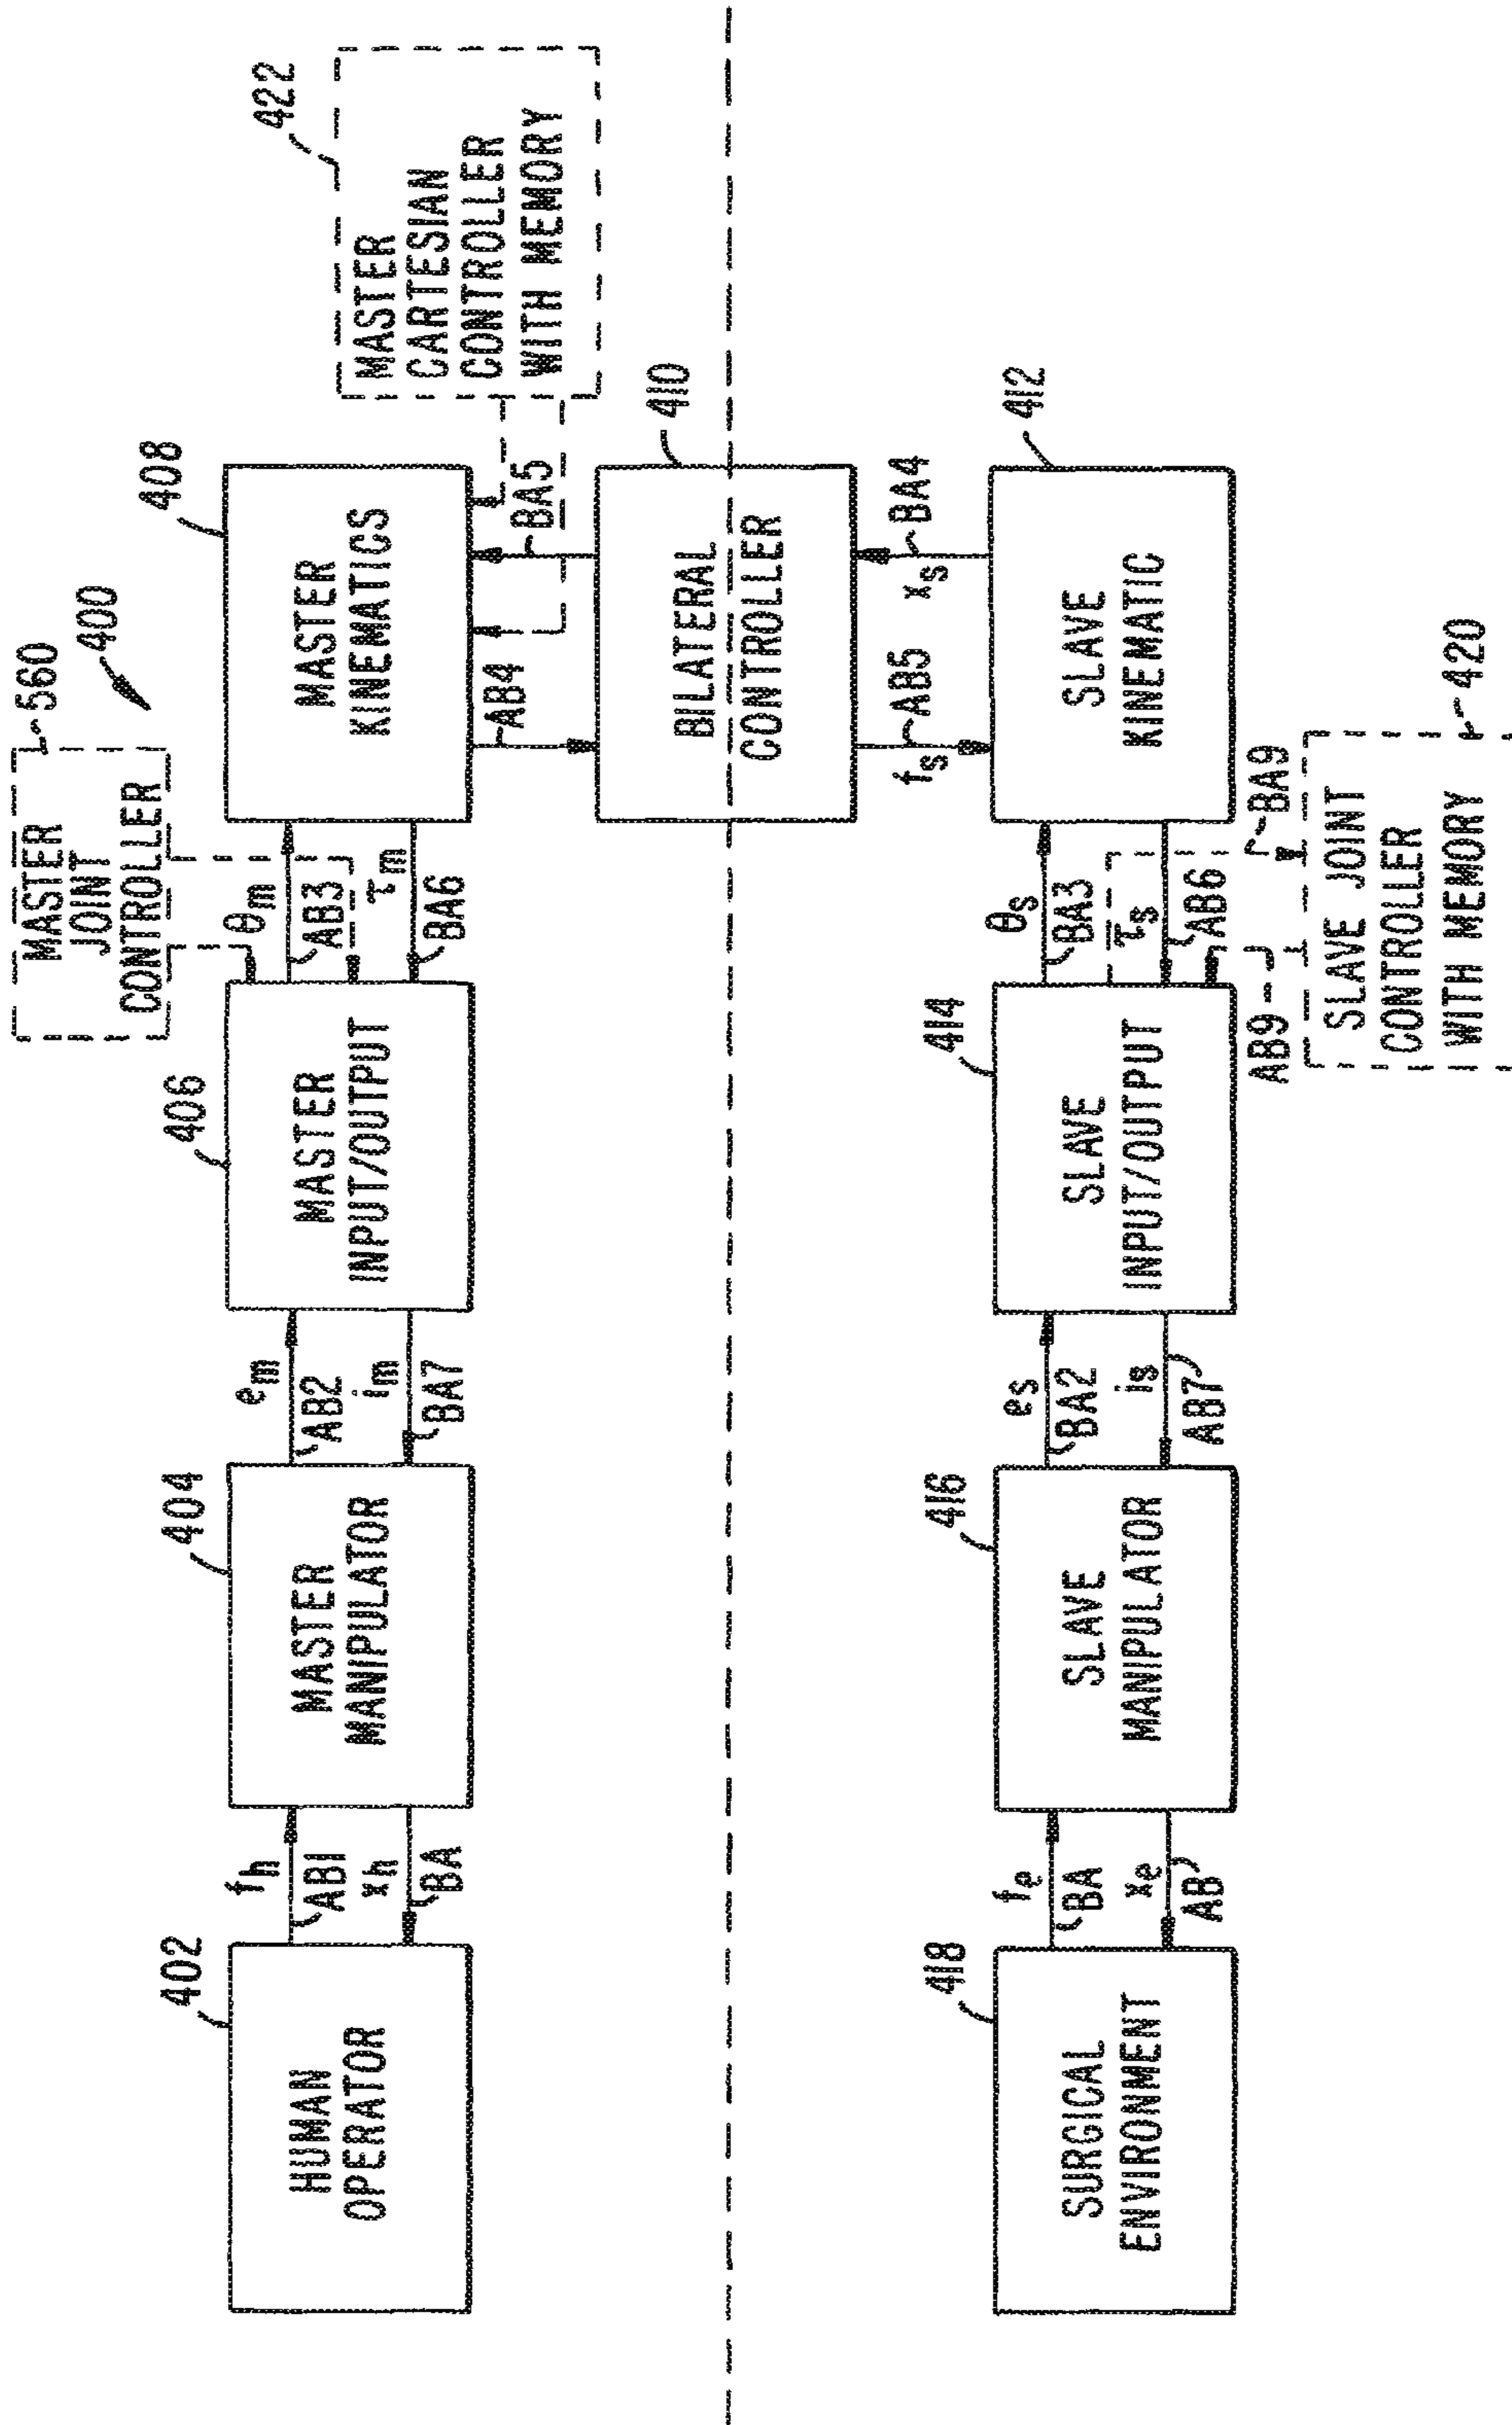 MASTER
JOINT
CONTROLLER
560
400
422
MASTER
CARTESIAN
CONTROLLER
WITH MEMORY
402
HUMAN
OPERATOR
fh
AB1
xh
BA
404
MASTER
MANIPULATOR
em
AB2
im
BA7
406
MASTER
INPUT/OUTPUT
θm
AB3
τm
BA6
408
MASTER
KINEMATICS
AB4
BA5
410
BILATERAL
CONTROLLER
fs
AB5
xs
BA4
418
SURGICAL
ENVIRONMENT
fe
BA
xe
AB
416
SLAVE
MANIPULATOR
es
BA2
is
AB7
414
SLAVE
INPUT/OUTPUT
θs
BA3
τs
AB6
412
SLAVE
KINEMATIC
AB9
BA9
SLAVE JOINT
CONTROLLER
WITH MEMORY
420